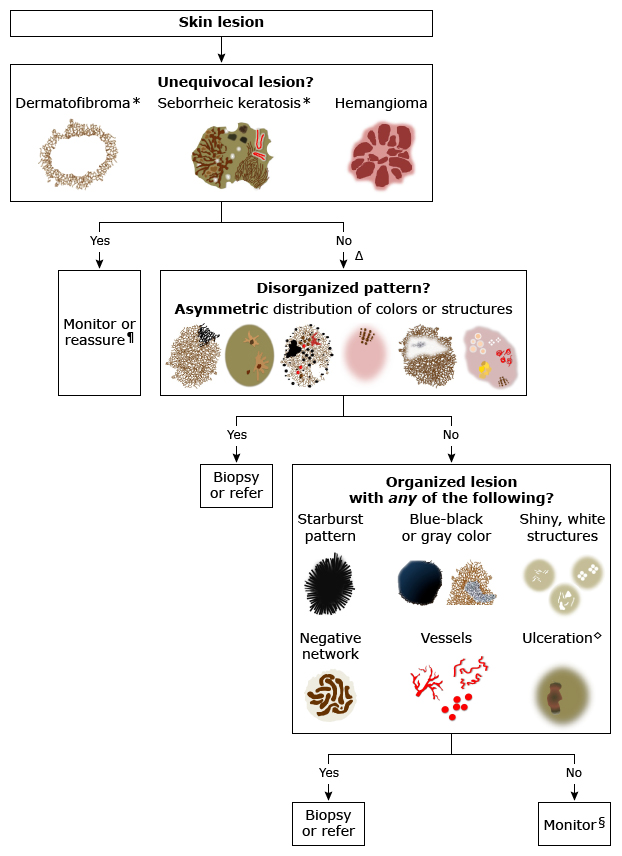 Skin lesion
Unequivocal lesion?
Dermatofibroma* Seborrheic keratosis* Hemangioma
Yes No
Δ
Monitor or
reassure¶
Disorganized pattern?
Asymmetric distribution of colors or structures
Yes No
Biopsy
or refer
Organized lesion
with any of the following?
Starburst
pattern
Blue-black
or gray color
Shiny, white
structures
Negative
network
Vessels
Ulceration◇
Yes No
Biopsy
or refer
Monitor§